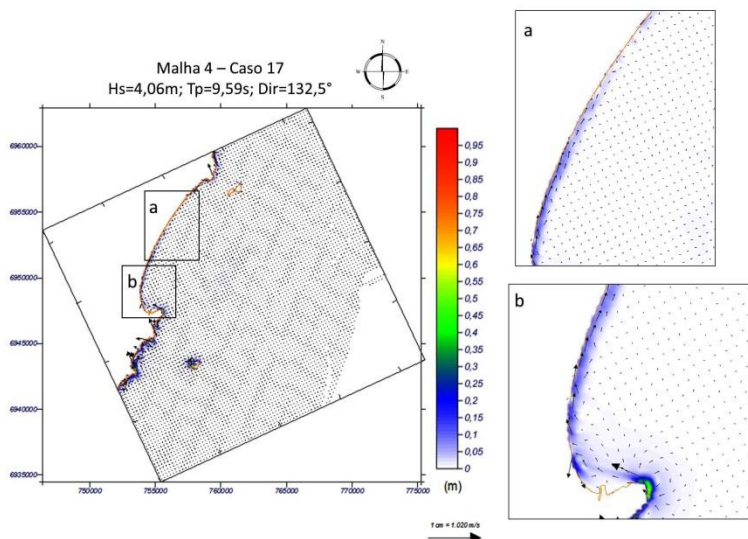 Malha 4 – Caso 17
Hs=4,06m; Tp=9,59s; Dir=132,5°
N
W
E
S
a
b
6960000
6955000
6950000
6945000
6940000
6935000
750000
755000
760000
765000
770000
775000
0,95
0,9
0,85
0,8
0,75
0,7
0,65
0,6
0,55
0,5
0,45
0,4
0,35
0,3
0,25
0,2
0,15
0,1
0,05
0
(m)
1 cm = 1.020 m/s
a
b